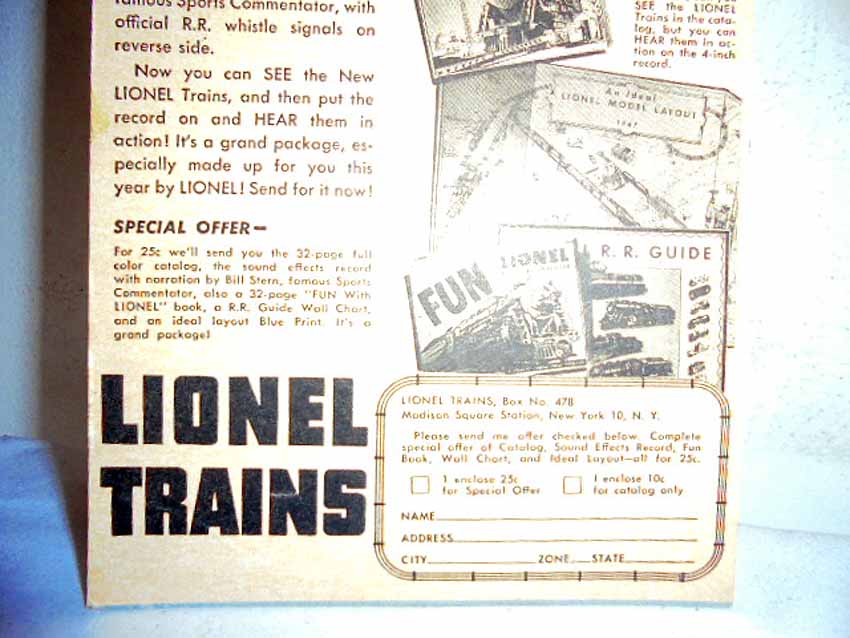 famous Sports Commentator, with
official R.R. whistle signals on
reverse side.
Now you can SEE the New
LIONEL Trains, and then put the
record on and HEAR them in
action! It's a grand package, es-
pecially made up for you this
year by LIONEL! Send for it now!
SPECIAL OFFER—
For 25c we'll send you the 32-page full
color catalog, the sound effects record
with narration by Bill Stern, famous Sports
Commentator, also a 32-page "FUN With
LIONEL" book, a R.R. Guide Wall Chart,
and an ideal layout Blue Print. It's a
grand package!
LIONEL
TRAINS
you
SEE the LIONEL
Trains in the cata-
log, but you can
HEAR them in ac-
tion on the 4-inch
record.
An Ideal
LIONEL MODEL LAYOUT
FUN
LIONEL
R. R. GUIDE
LIONEL TRAINS, Box No. 478
Madison Square Station, New York 10, N. Y.
Please send me offer checked below. Complete
special offer of Catalog, Sound Effects Record, Fun
Book, Wall Chart, and Ideal Layout—all for 25c.
I enclose 25c
for Special Offer
I enclose 10c
for catalog only
NAME
ADDRESS
CITY ZONE STATE